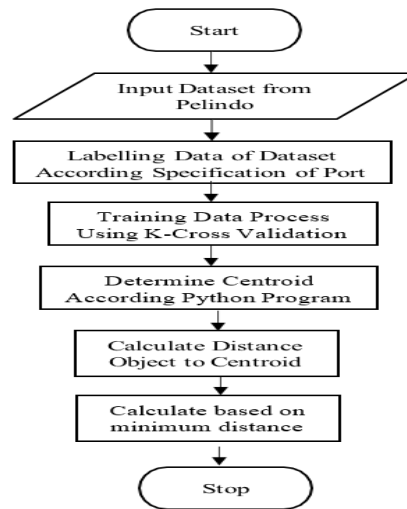 Start
Input Dataset from
Pelindo
Labelling Data of Dataset
According Specification of Port
Training Data Process
Using K-Cross Validation
Determine Centroid
According Python Program
Calculate Distance
Object to Centroid
Calculate based on
minimum distance
Stop